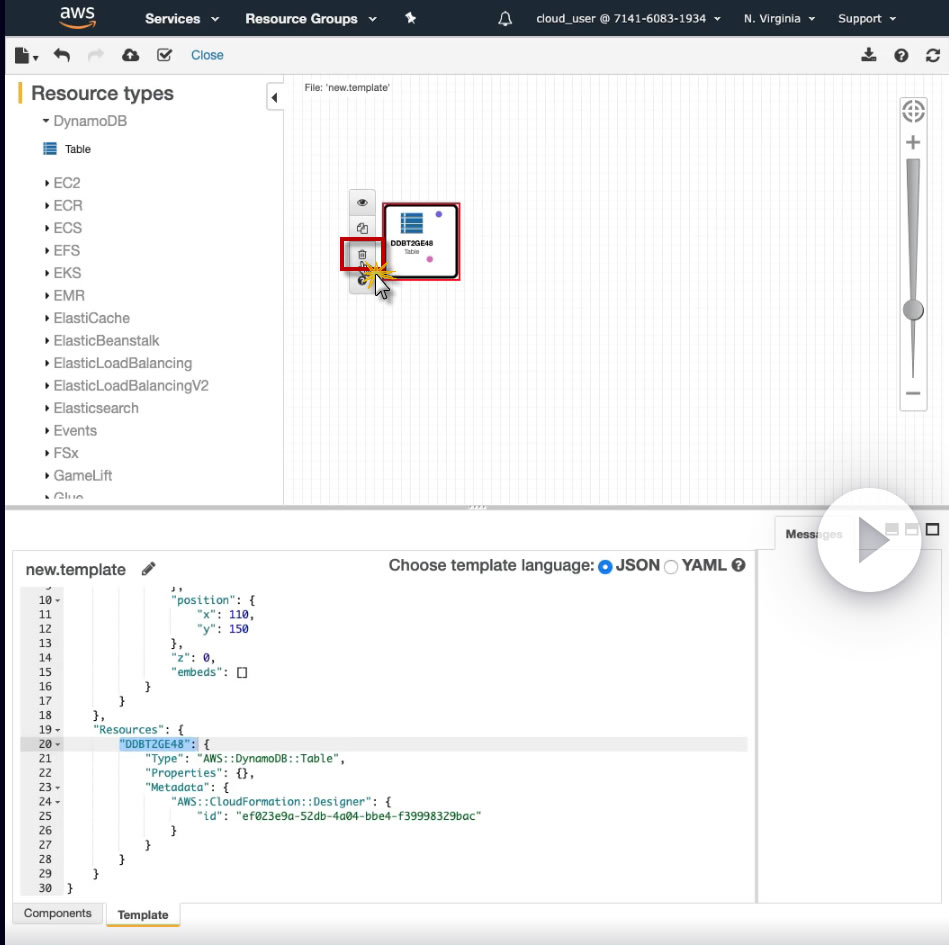 aws Services Resource Groups cloud_user @ 7141-6083-1934 N. Virginia Support
Close
Resource types
File: 'new.template'
DynamoDB
Table
EC2
ECR
ECS
EFS
EKS
EMR
ElastiCache
ElasticBeanstalk
ElasticLoadBalancing
ElasticLoadBalancingV2
Elasticsearch
Events
FSx
GameLift
Glue
DDBT2GE48
Table
Messages
new.template
Choose template language: JSON YAML
9 },
10 "position": {
11 "x": 110,
12 "y": 150
13 },
14 "z": 0,
15 "embeds": []
16 }
17 }
18 },
19 "Resources": {
20 "DDBT2GE48": {
21 "Type": "AWS::DynamoDB::Table",
22 "Properties": {},
23 "Metadata": {
24 "AWS::CloudFormation::Designer": {
25 "id": "ef023e9a-52db-4a04-bbe4-f39998329bac"
26 }
27 }
28 }
29 }
30 }
Components Template